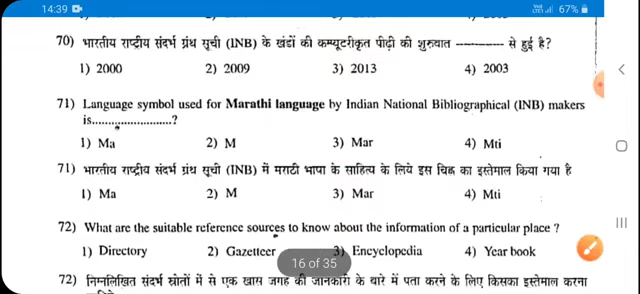 14:39 67%
70) भारतीय राष्ट्रीय संदर्भ ग्रंथ सूची (INB) के खंडों की कम्प्यूटरीकृत पीढ़ी की शुरुवात ------------ से हुई है?
1) 2000 2) 2009 3) 2013 4) 2003
71) Language symbol used for Marathi language by Indian National Bibliographical (INB) makers
is........................?
1) Ma 2) M 3) Mar 4) Mti
71) भारतीय राष्ट्रीय संदर्भ ग्रंथ सूची (INB) में मराठी भाषा के साहित्य के लिये इस चिह्न का इस्तेमाल किया गया है
1) Ma 2) M 3) Mar 4) Mti
72) What are the suitable reference sources to know about the information of a particular place ?
1) Directory 2) Gazetteer 3) Encyclopedia 4) Year book
16 of 35
72) निम्नलिखित संदर्भ स्रोतों में से एक खास जगह की जानकारी के बारे में पता करने के लिए किसका इस्तेमाल करना